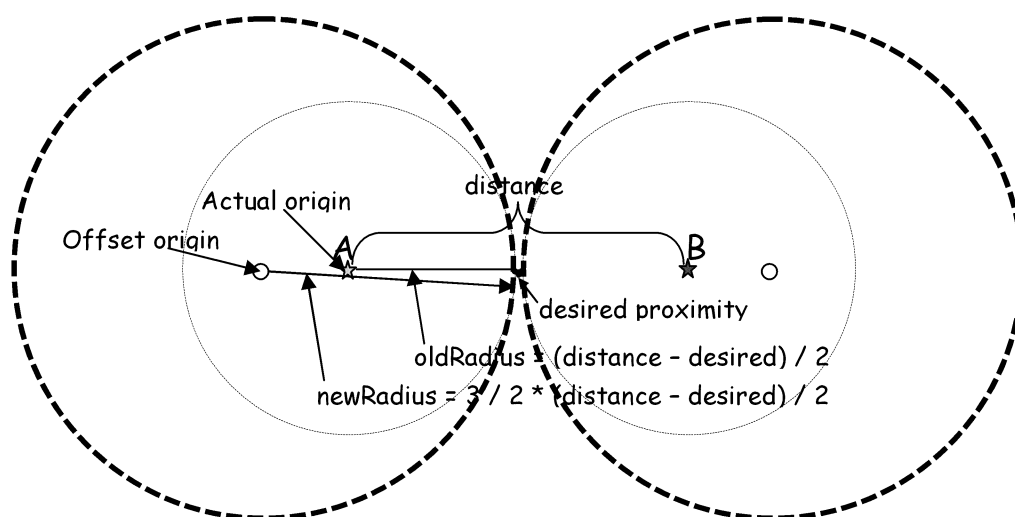 distance
Actual origin
Offset origin
A
B
desired proximity
oldRadius = (distance – desired) / 2
newRadius = 3 / 2 * (distance – desired) / 2